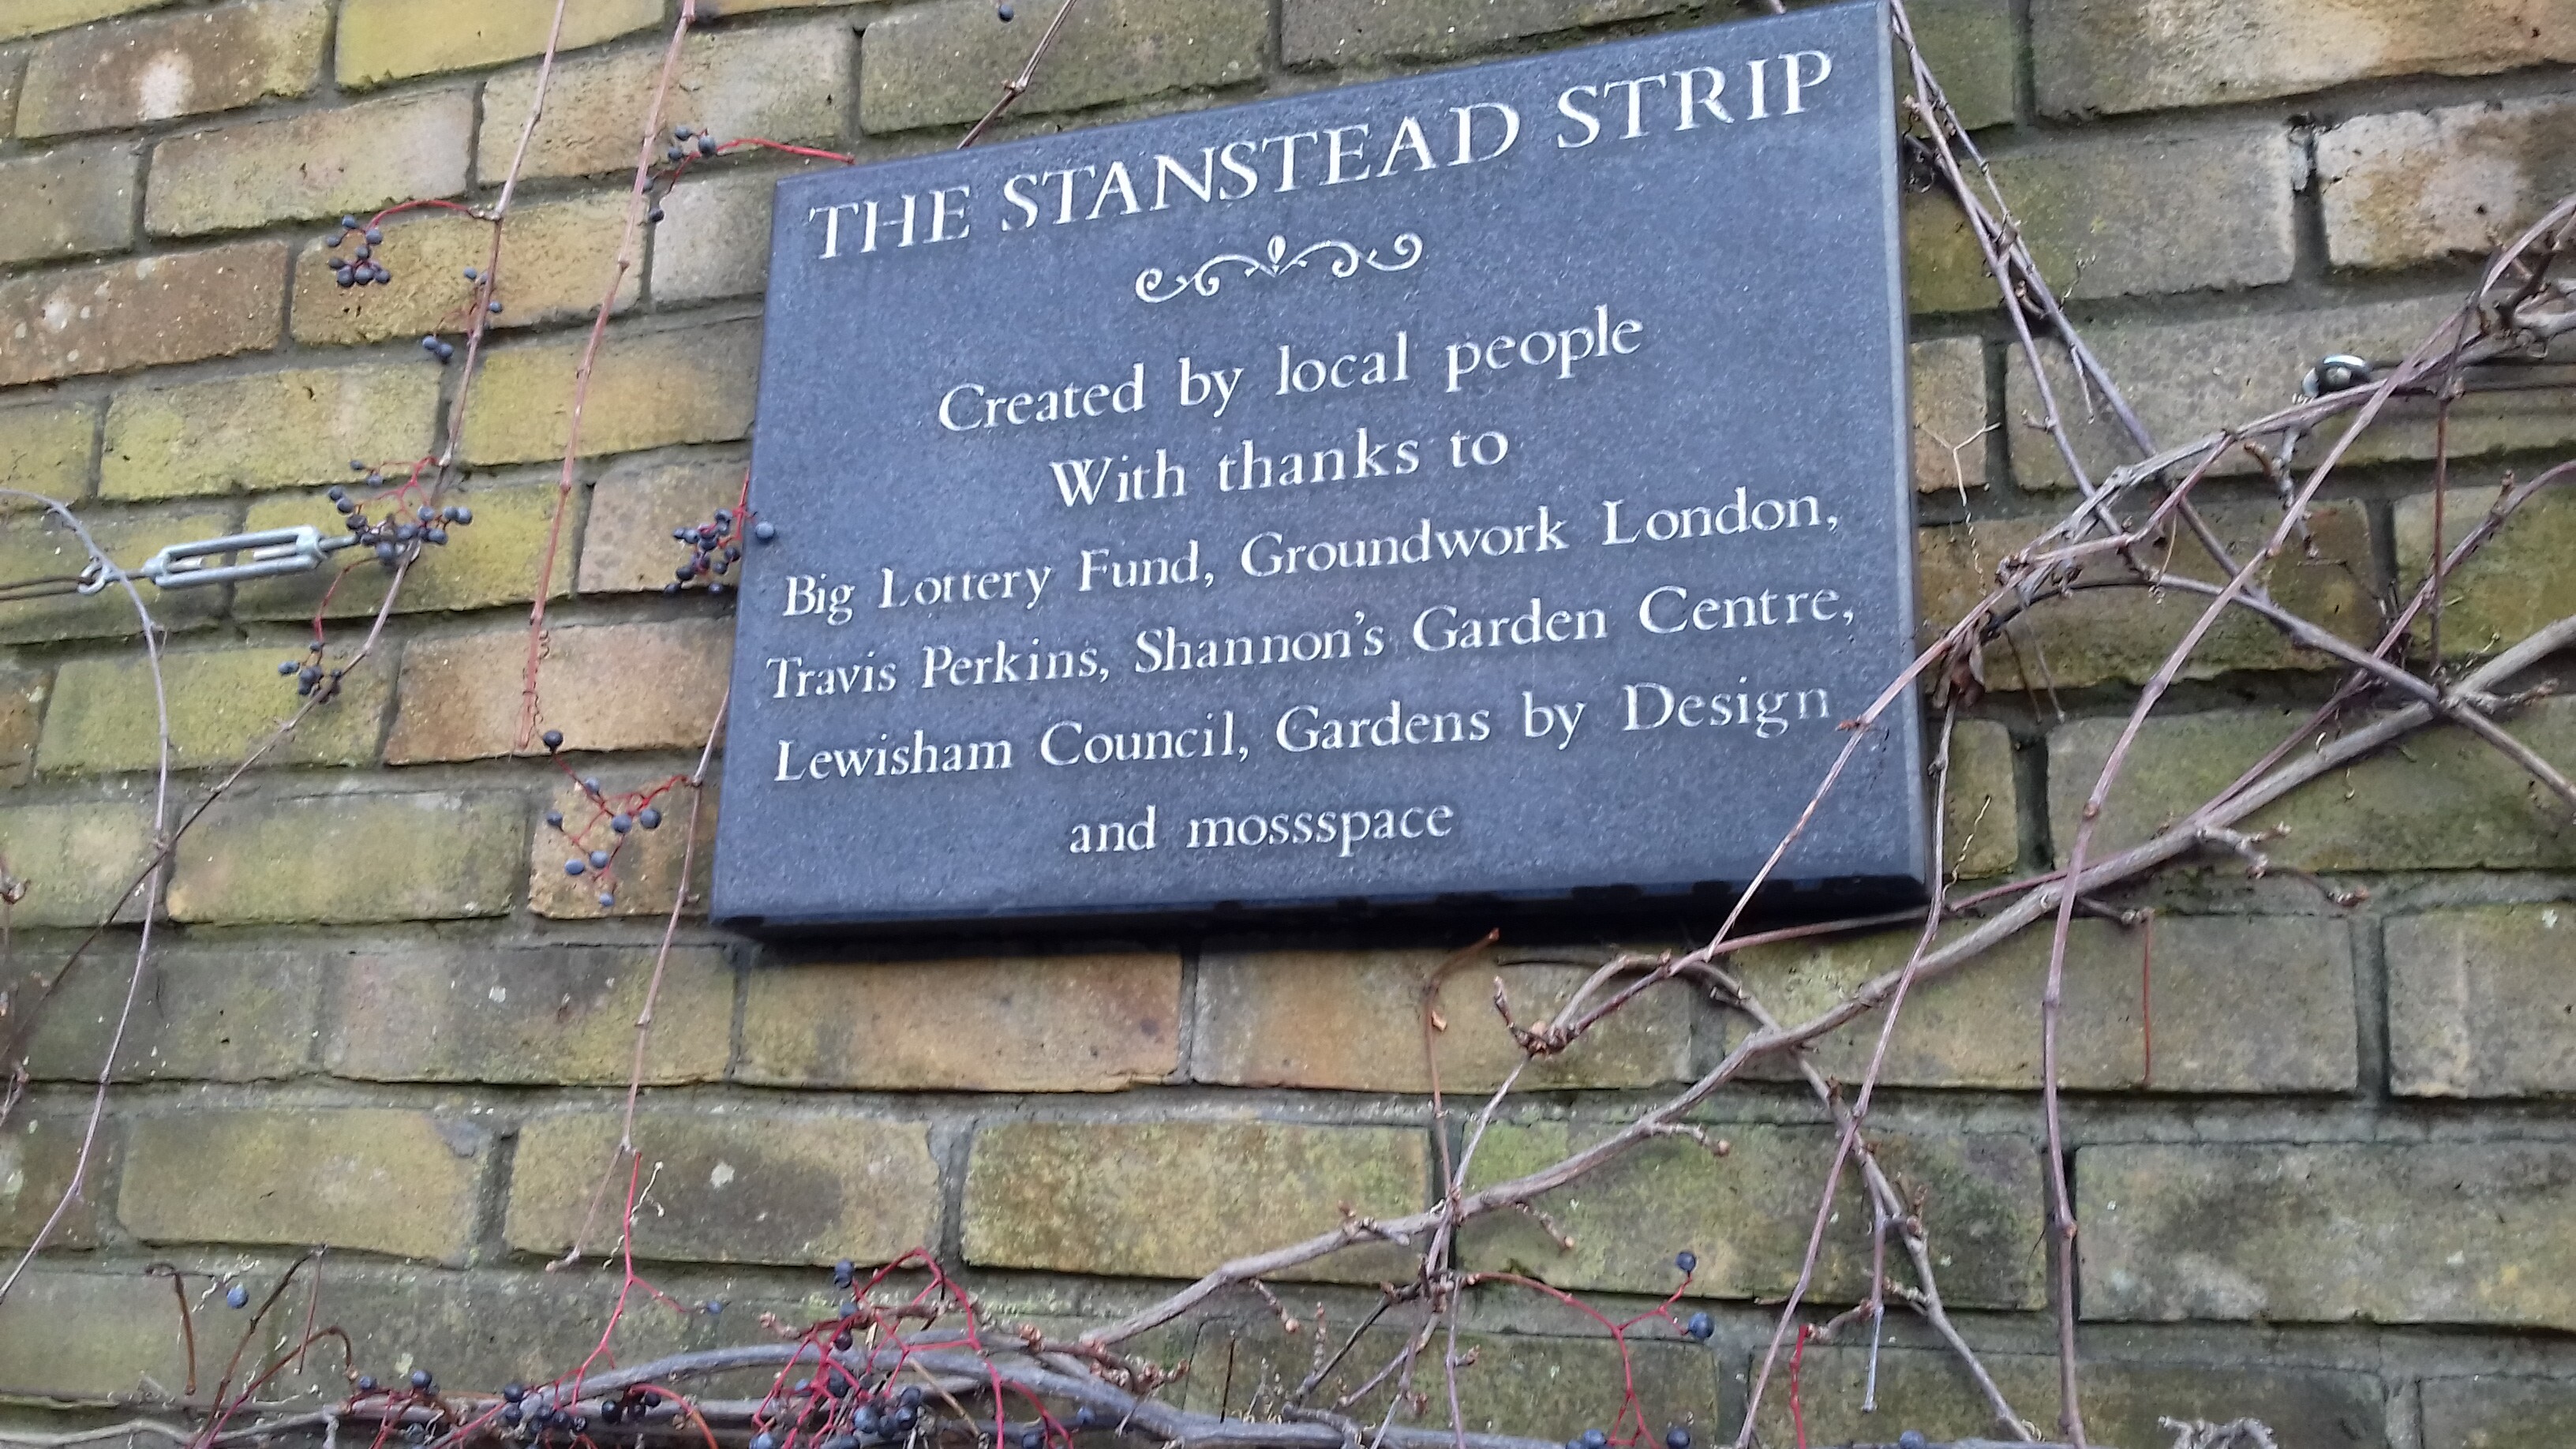 THE STANSTEAD STRIP
Created by local people
With thanks to
Big Lottery Fund, Groundwork London,
Travis Perkins, Shannon's Garden Centre,
Lewisham Council, Gardens by Design
and mossspace